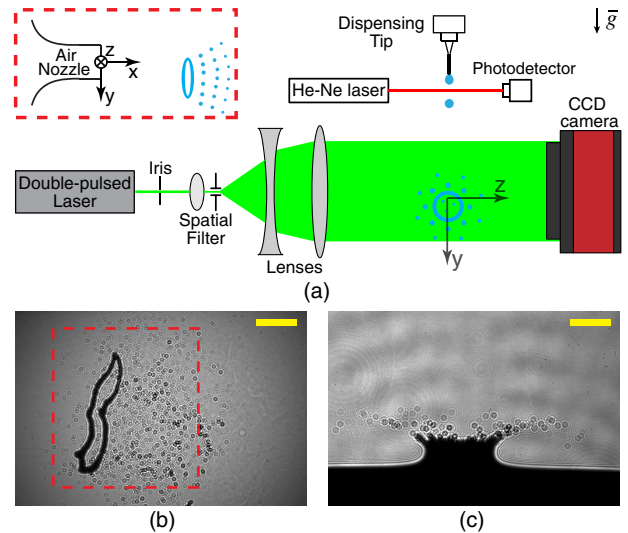 Air
Nozzle
z
x
y
Dispensing
Tip
g
He-Ne laser
Photodetector
CCD
camera
Double-pulsed
Laser
Iris
Spatial
Filter
Lenses
z
y
(a)
(b)
(c)